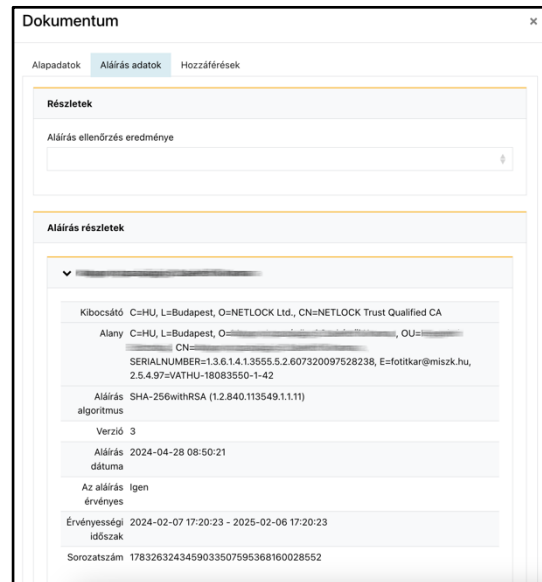 Dokumentum ×
Alapadatok Aláírás adatok Hozzáférések
Részletek
Aláírás ellenőrzés eredménye
Aláírás részletek
Kibocsátó C=HU, L=Budapest, O=NETLOCK Ltd., CN=NETLOCK Trust Qualified CA
Alany C=HU, L=Budapest, O= , OU=
CN=
SERIALNUMBER=1.3.6.1.4.1.3555.5.2.607320097528238, E=fotitkar@miszk.hu,
2.5.4.97=VATHU-18083550-1-42
Aláírás algoritmus SHA-256withRSA (1.2.840.113549.1.1.11)
Verzió 3
Aláírás dátuma 2024-04-28 08:50:21
Az aláírás érvényes Igen
Érvényességi időszak 2024-02-07 17:20:23 - 2025-02-06 17:20:23
Sorozatszám 1783263243459033507595368160028552